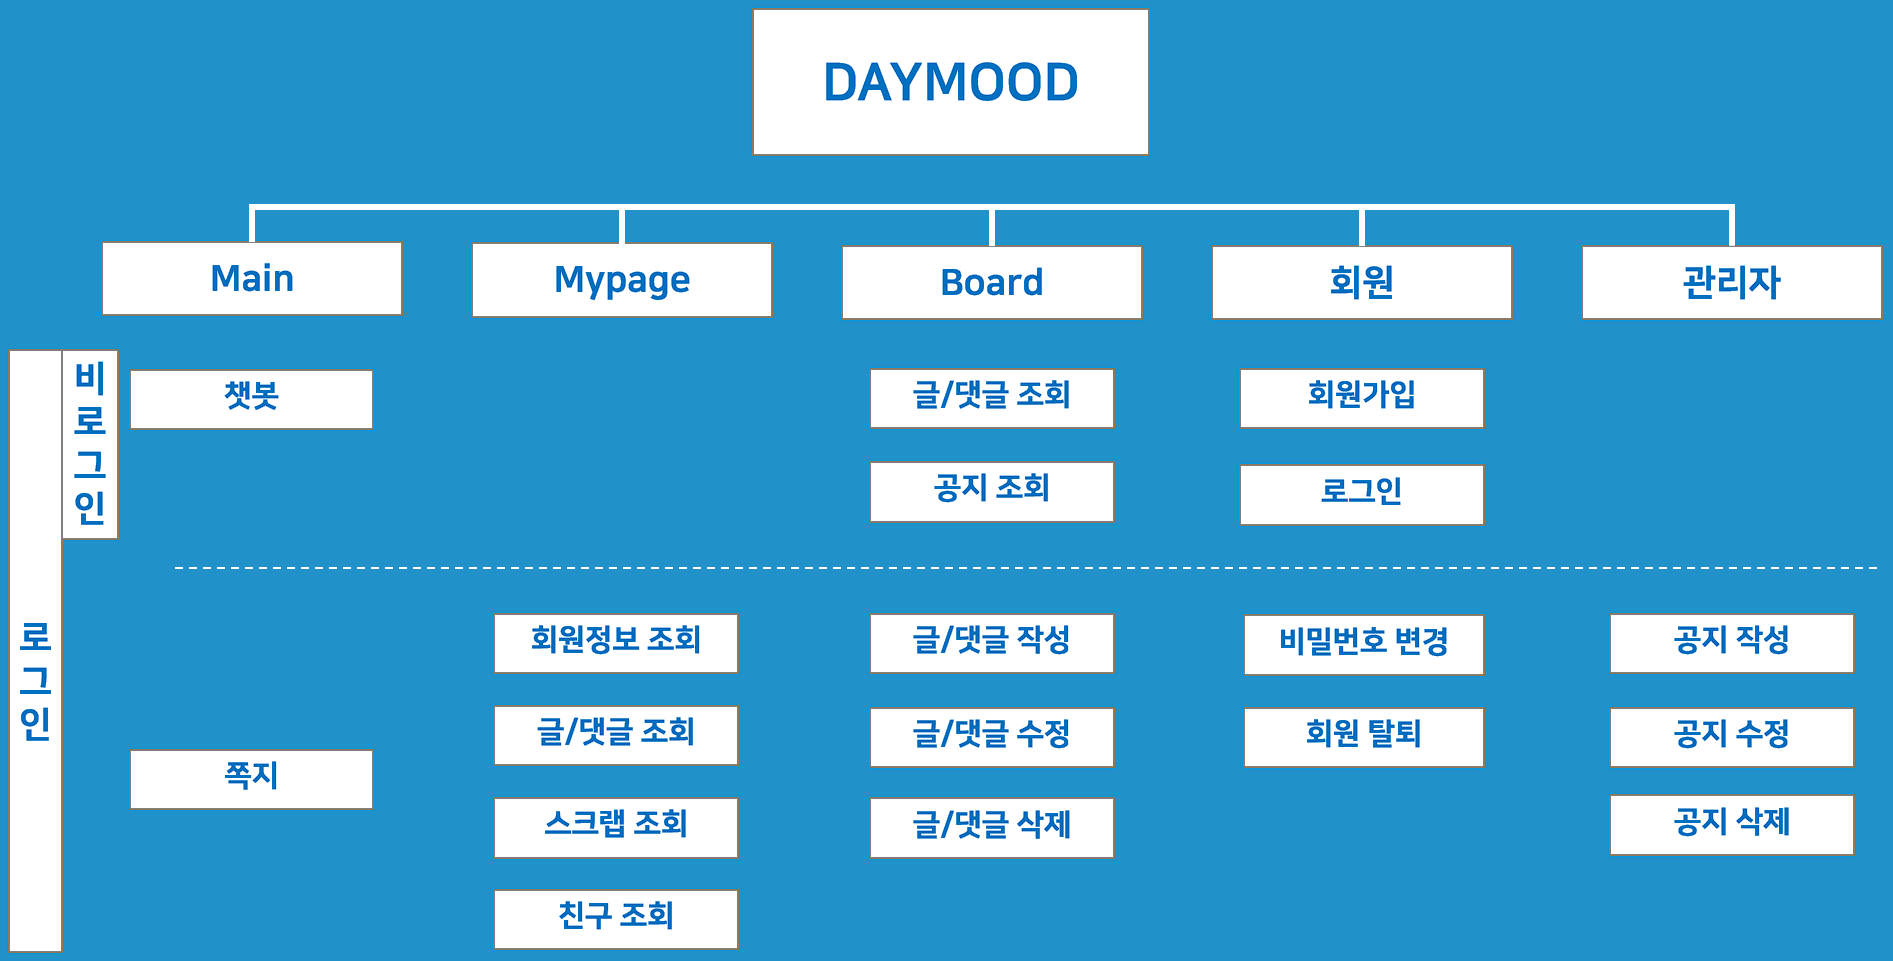 DAYMOOD
Main
Mypage
Board
회원
관리자
비로그인
챗봇
글/댓글 조회
회원가입
공지 조회
로그인
로그인
회원정보 조회
글/댓글 작성
비밀번호 변경
공지 작성
글/댓글 조회
글/댓글 수정
회원 탈퇴
공지 수정
쪽지
스크랩 조회
글/댓글 삭제
공지 삭제
친구 조회